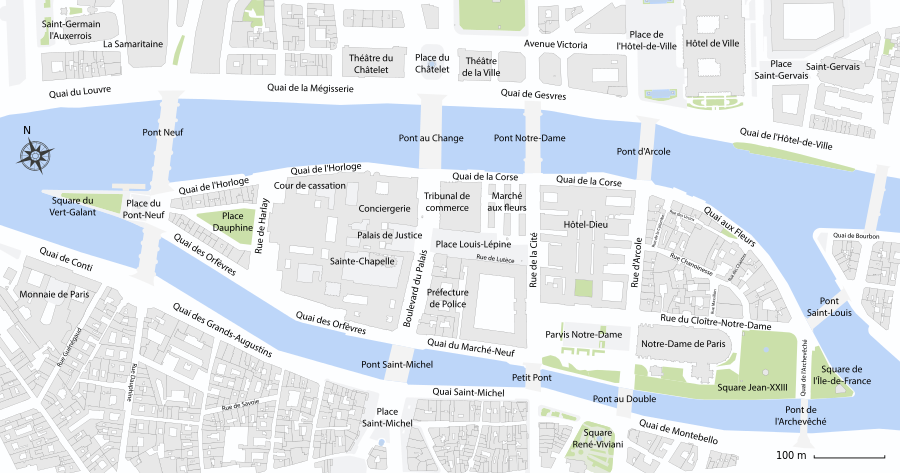 Saint-Germain
l'Auxerrois
La Samaritaine
Théâtre du
Châtelet
Place du
Châtelet
Théâtre
de la Ville
Avenue Victoria
Place de
l'Hôtel-de-Ville
Hôtel de Ville
Place
Saint-Gervais
Saint-Gervais
Quai du Louvre
Quai de la Mégisserie
Quai de Gesvres
Quai de l'Hôtel-de-Ville
N
Pont Neuf
Pont au Change
Pont Notre-Dame
Pont d'Arcole
Quai de l'Horloge
Quai de l'Horloge
Quai de la Corse
Quai de la Corse
Square du
Vert-Galant
Place du
Pont-Neuf
Place
Dauphine
Rue de Harlay
Cour de cassation
Conciergerie
Palais de Justice
Sainte-Chapelle
Boulevard du Palais
Tribunal de
commerce
Marché
aux fleurs
Place Louis-Lépine
Rue de Lutèce
Préfecture
de Police
Rue de la Cité
Hôtel-Dieu
Rue d'Arcole
Rue Chanoinesse
Quai aux Fleurs
Quai de Bourbon
Quai de Conti
Quai des Orfèvres
Quai des Orfèvres
Monnaie de Paris
Quai des Grands-Augustins
Quai du Marché-Neuf
Parvis Notre-Dame
Rue du Cloître-Notre-Dame
Notre-Dame de Paris
Pont
Saint-Louis
Rue Guénégaud
Rue Dauphine
Rue de Savoie
Pont Saint-Michel
Petit Pont
Quai Saint-Michel
Pont au Double
Square Jean-XXIII
Quai de l'Archevêché
Square de
l'Île-de-France
Place
Saint-Michel
Square
René-Viviani
Quai de Montebello
Pont de
l'Archevêché
100 m